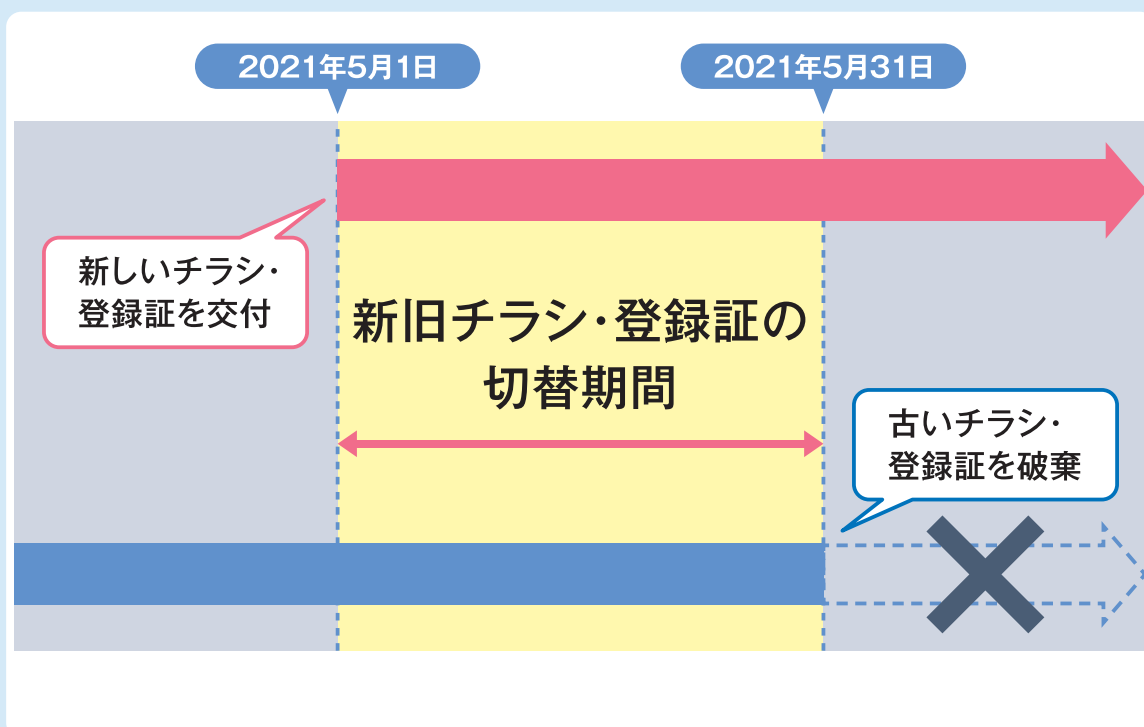 2021年5月1日
2021年5月31日
新しいチラシ・
登録証を交付
新旧チラシ・登録証の
切替期間
古いチラシ・
登録証を破棄